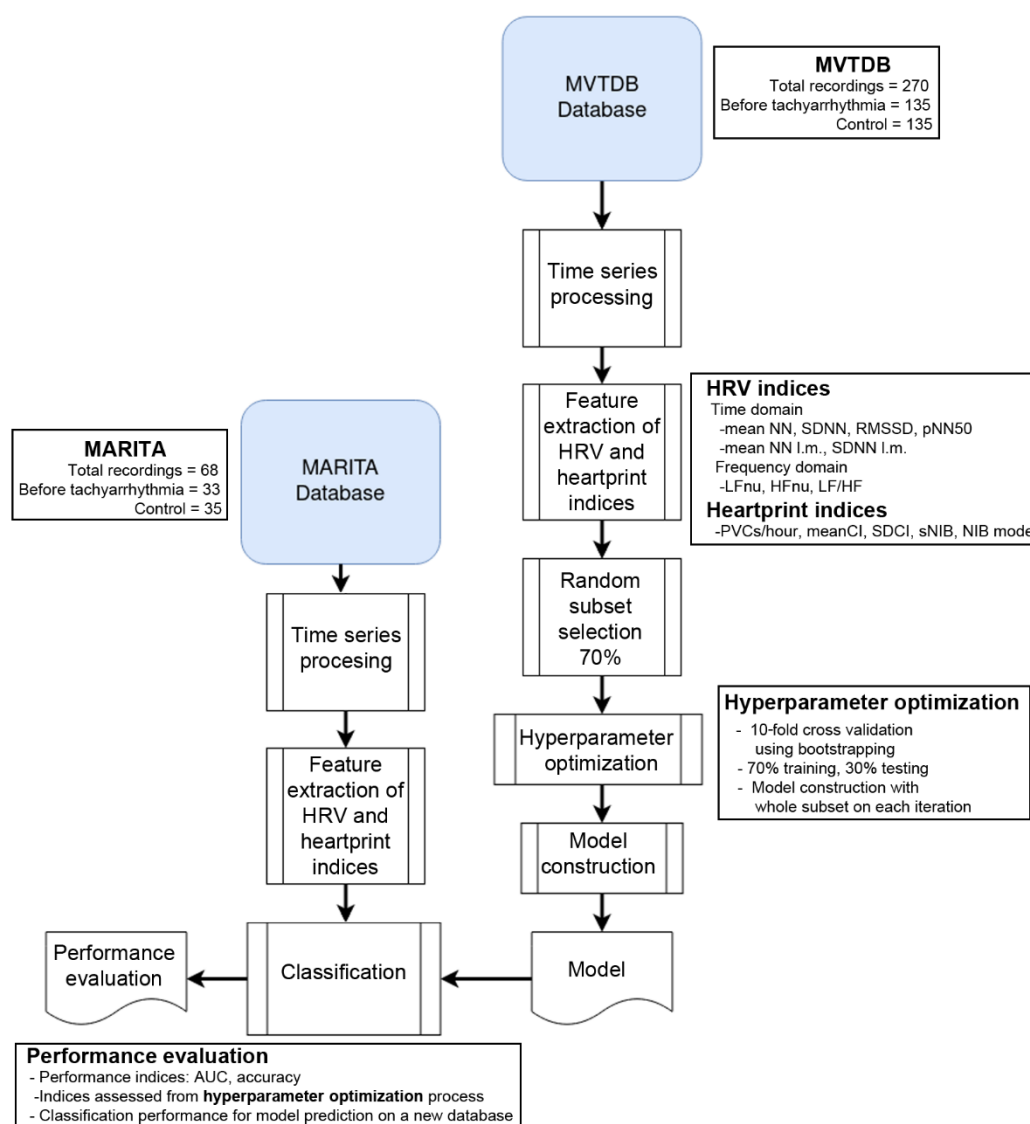 MVTDB
Database
MVTDB
Total recordings = 270
Before tachyarrhythmia = 135
Control = 135
Time series
processing
Feature
extraction of
HRV and
heartprint
indices
HRV indices
Time domain
-mean NN, SDNN, RMSSD, pNN50
-mean NN l.m., SDNN l.m.
Frequency domain
-LFnu, HFnu, LF/HF
Heartprint indices
-PVCs/hour, meanCI, SDCI, sNIB, NIB mode
MARITA
Total recordings = 68
Before tachyarrhythmia = 33
Control = 35
MARITA
Database
Random
subset
selection
70%
Time series
procesing
Hyperparameter
optimization
Hyperparameter optimization
- 10-fold cross validation
using bootstrapping
- 70% training, 30% testing
- Model construction with
whole subset on each iteration
Feature
extraction of
HRV and
heartprint
indices
Model
construction
Performance
evaluation
Classification
Model
Performance evaluation
- Performance indices: AUC, accuracy
-Indices assessed from hyperparameter optimization process
- Classification performance for model prediction on a new database